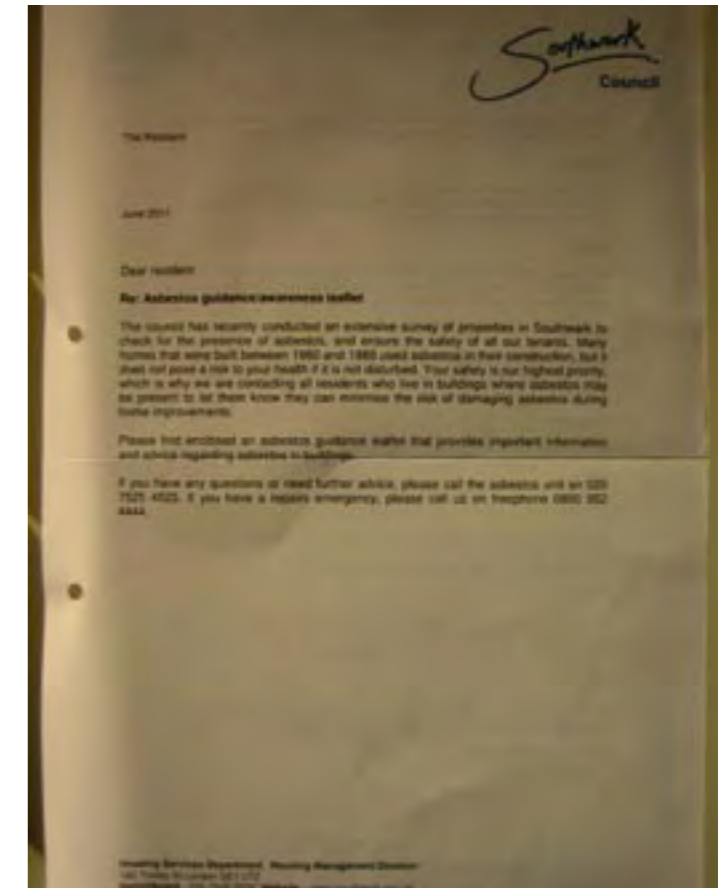 Southwark
Council
The Resident
June 2011
Dear resident
Re: Asbestos guidance/awareness leaflet
The council has recently conducted an extensive survey of properties in Southwark to
check for the presence of asbestos, and ensure the safety of all our tenants. Many
homes that were built between and used asbestos in their construction, but it
does not pose a risk to your health if it is not disturbed. Your safety is our highest priority,
which is why we are contacting all residents who live in buildings where asbestos may
be present to let them know they can minimise the risk of damaging asbestos during
home improvements.
Please find enclosed an asbestos guidance leaflet that provides important information
and advice regarding asbestos in buildings.
If you have any questions or need further advice, please call the asbestos unit on 020
7525 If you have a repairs emergency, please call us on freephone 0800 952
4444
Housing Services Department, Housing Management Division